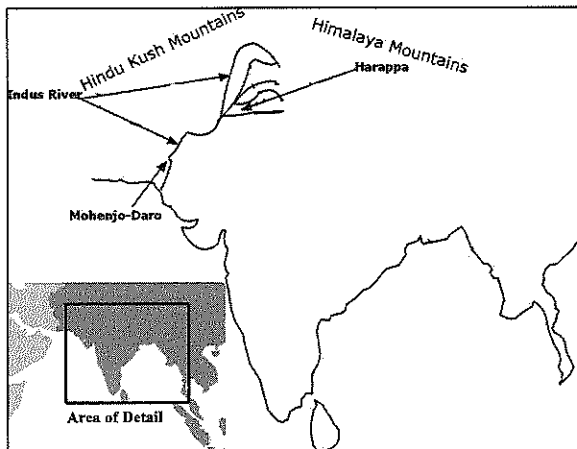 Hindu Kush Mountains
Himalaya Mountains
Harappa
Indus River
Mohenjo-Daro
Area of Detail